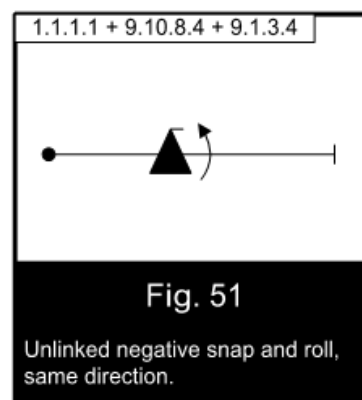 1.1.1.1 + 9.10.8.4 + 9.1.3.4
Fig. 51
Unlinked negative snap and roll,
same direction.